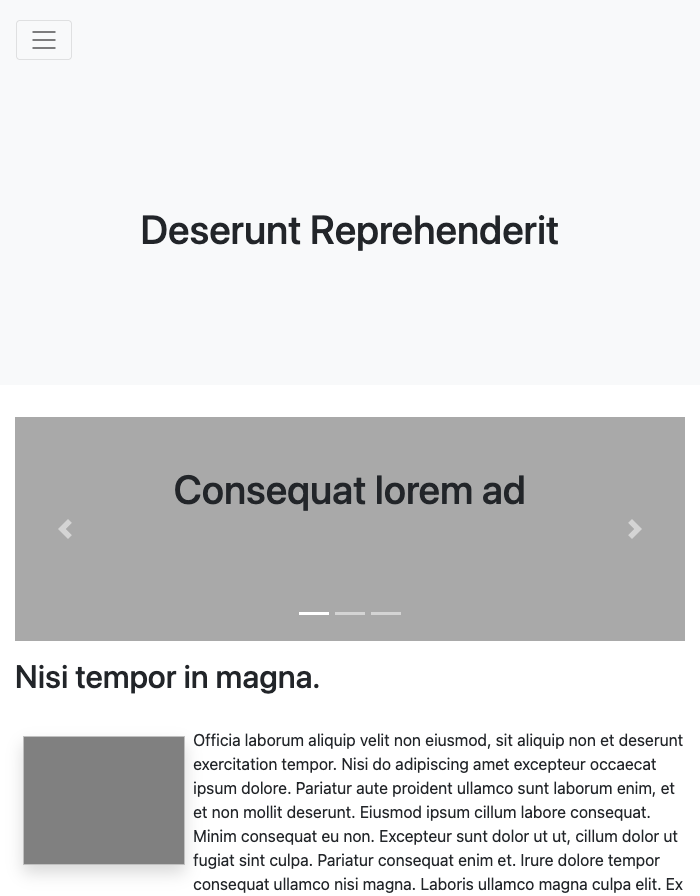 Deserunt Reprehenderit
Consequat lorem ad
Nisi tempor in magna.
Officia laborum aliquip velit non eiusmod, sit aliquip non et deserunt
exercitation tempor. Nisi do adipiscing amet excepteur occaecat
ipsum dolore. Pariatur aute proident ullamco sunt laborum enim, et
et non mollit deserunt. Eiusmod ipsum cillum labore consequat.
Minim consequat eu non. Excepteur sunt dolor ut ut, cillum dolor ut
fugiat sint culpa. Pariatur consequat enim et. Irure dolore tempor
consequat ullamco nisi magna. Laboris ullamco magna culpa elit. Ex